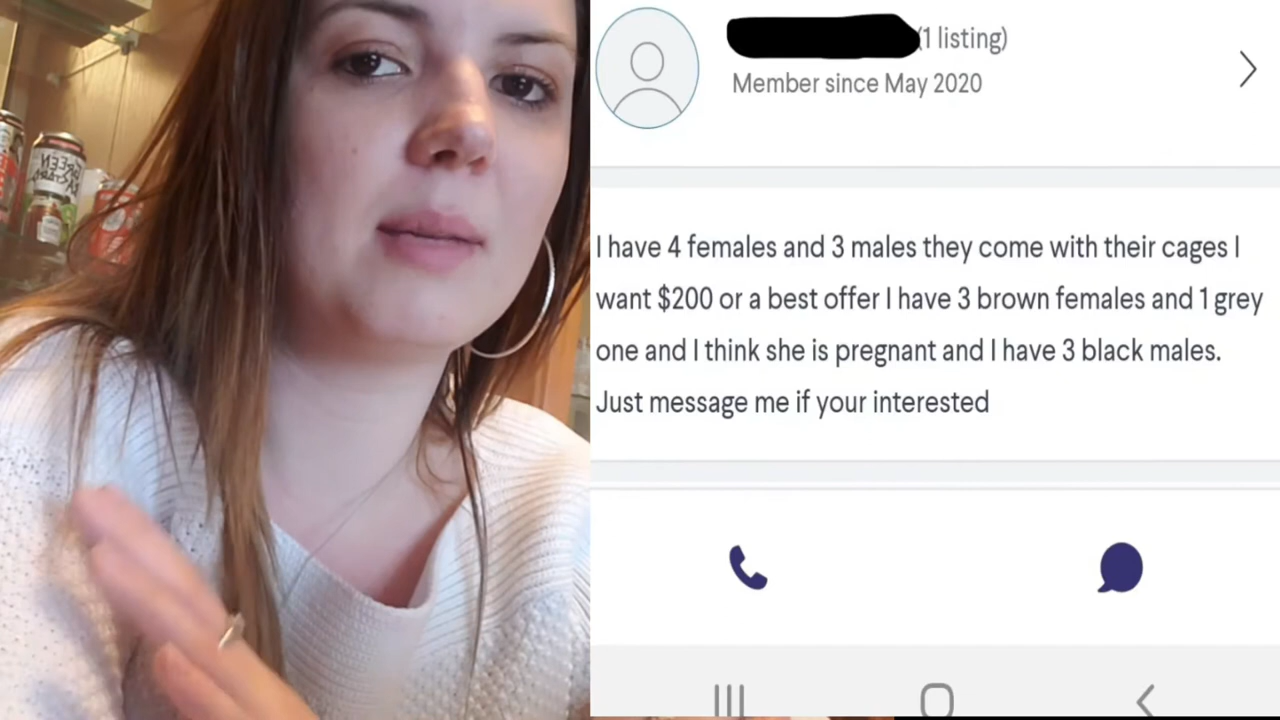 (1 listing)
Member since May 2020
I have 4 females and 3 males they come with their cages I
want $200 or a best offer I have 3 brown females and 1 grey
one and I think she is pregnant and I have 3 black males.
Just message me if your interested